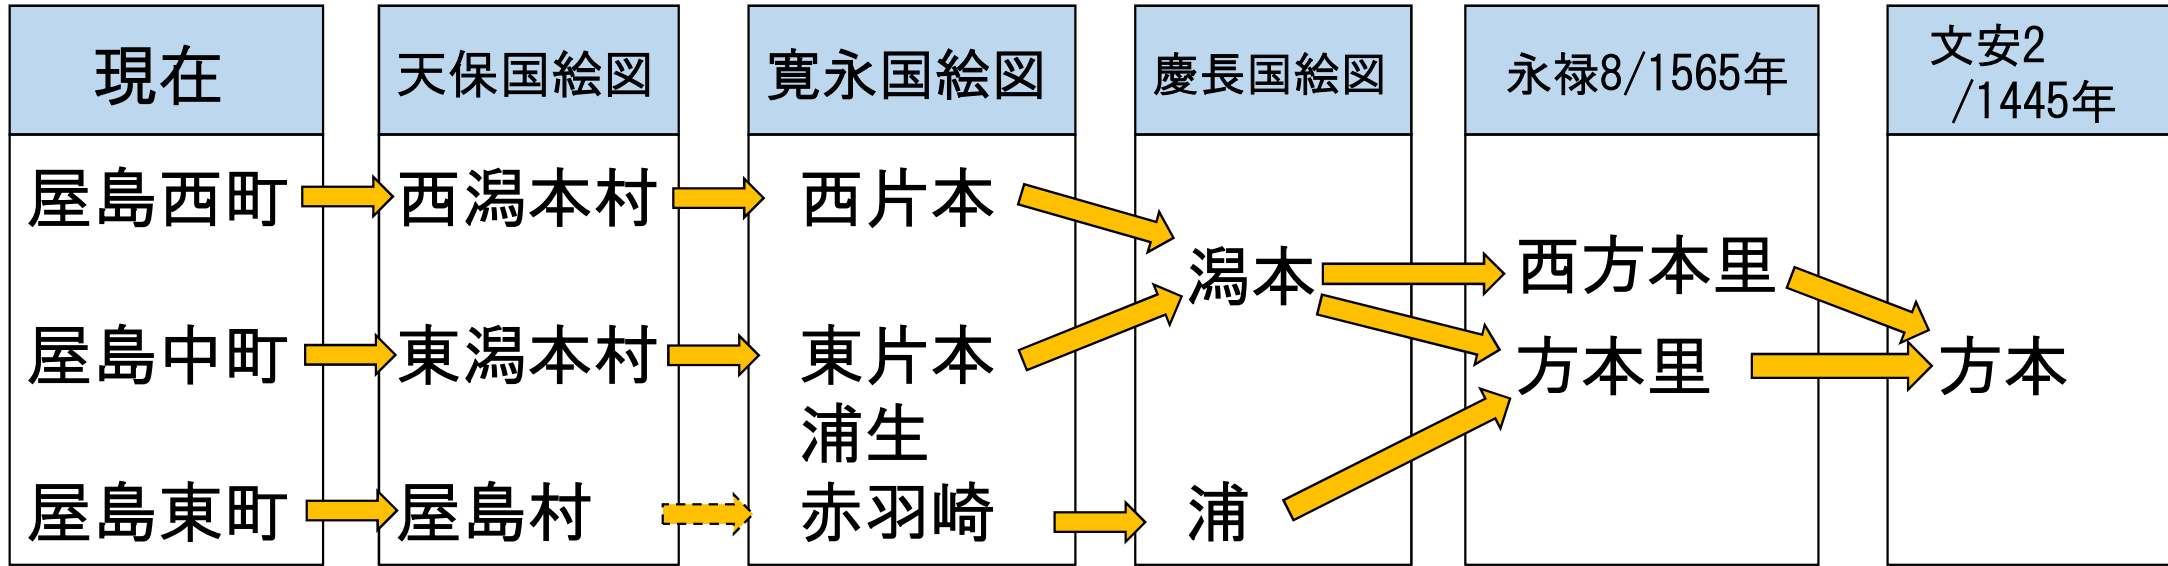 現在
屋島西町
屋島中町
屋島東町
天保国絵図
西潟本村
東潟本村
屋島村
寛永国絵図
西片本
東片本
浦生
赤羽崎
慶長国絵図
潟本
浦
永禄8/1565年
西方本里
方本里
文安2
/1445年
方本